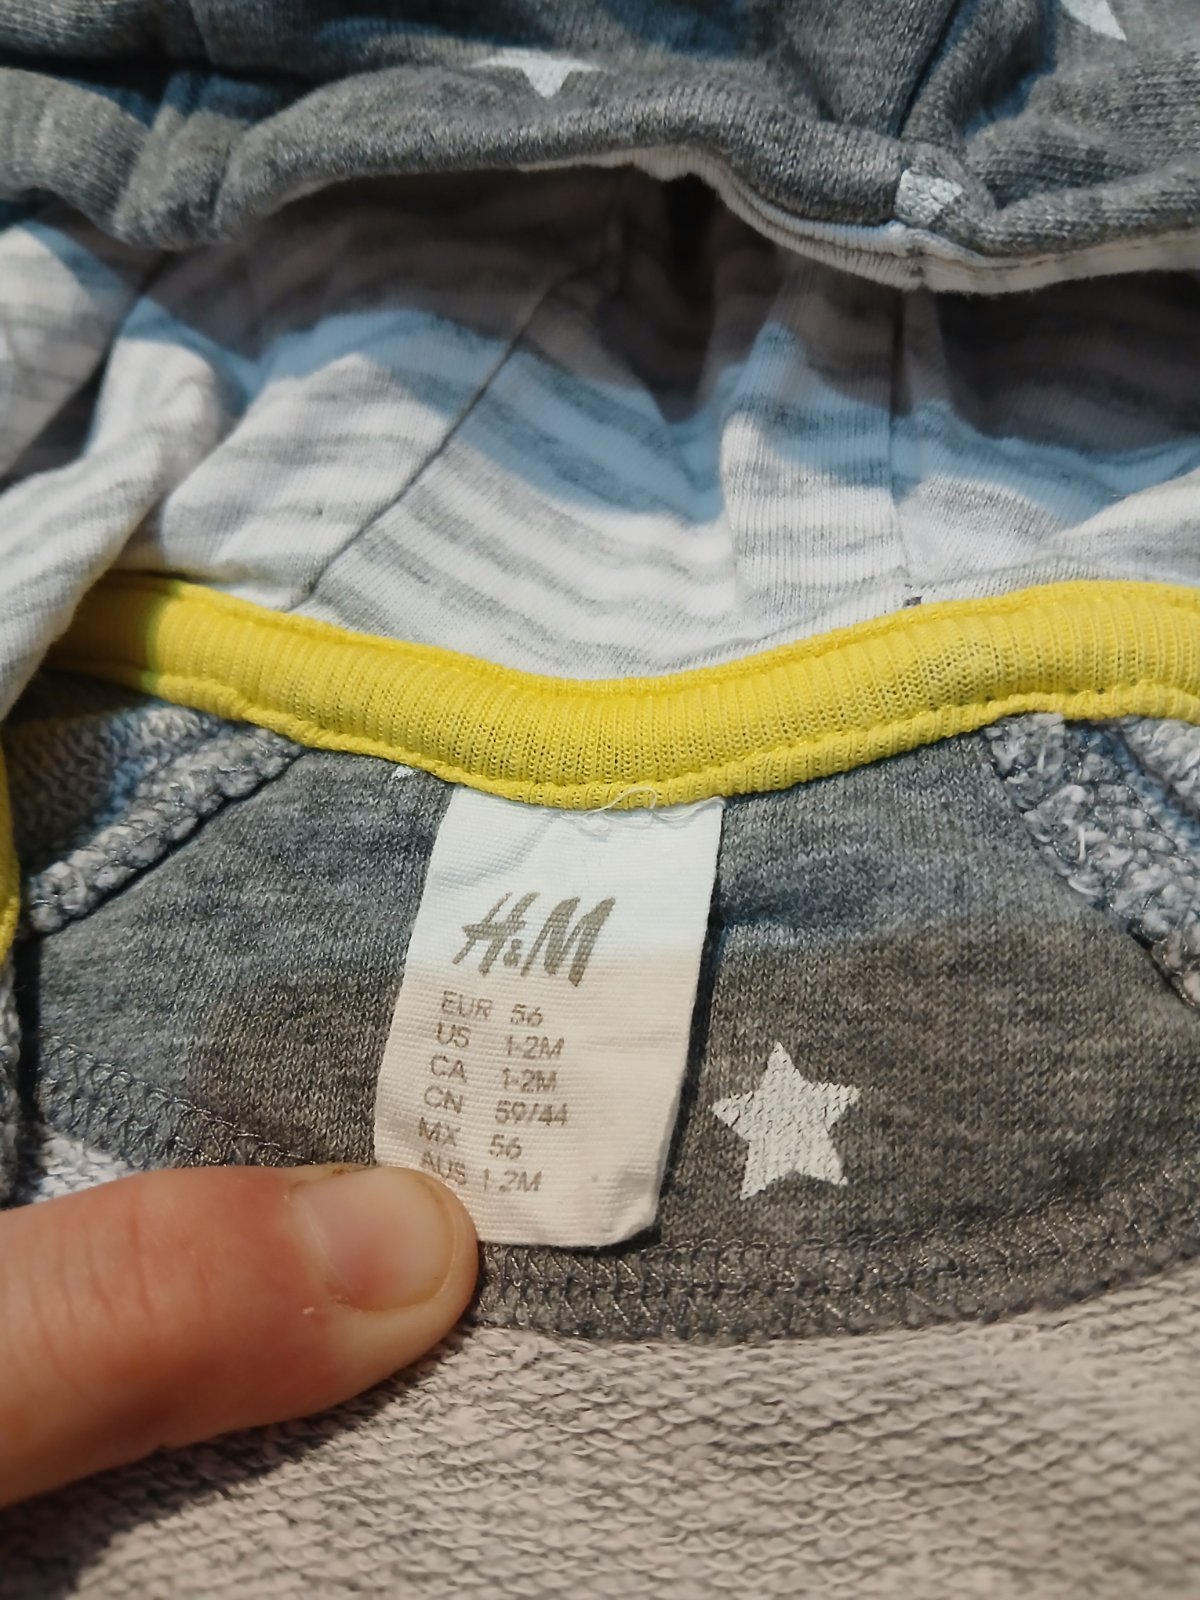 H&M
EUR 56
US 1-2M
CA 1-2M
CN 59/44
MX 56
AUS 1-2M